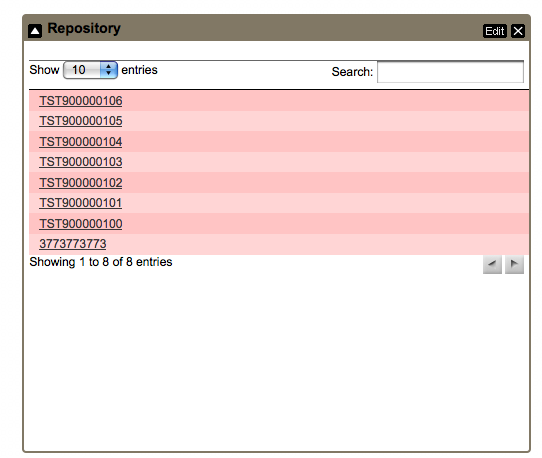 Repository Edit
Show 10 entries Search:
TST900000106
TST900000105
TST900000104
TST900000103
TST900000102
TST900000101
TST900000100
3773773773
Showing 1 to 8 of 8 entries